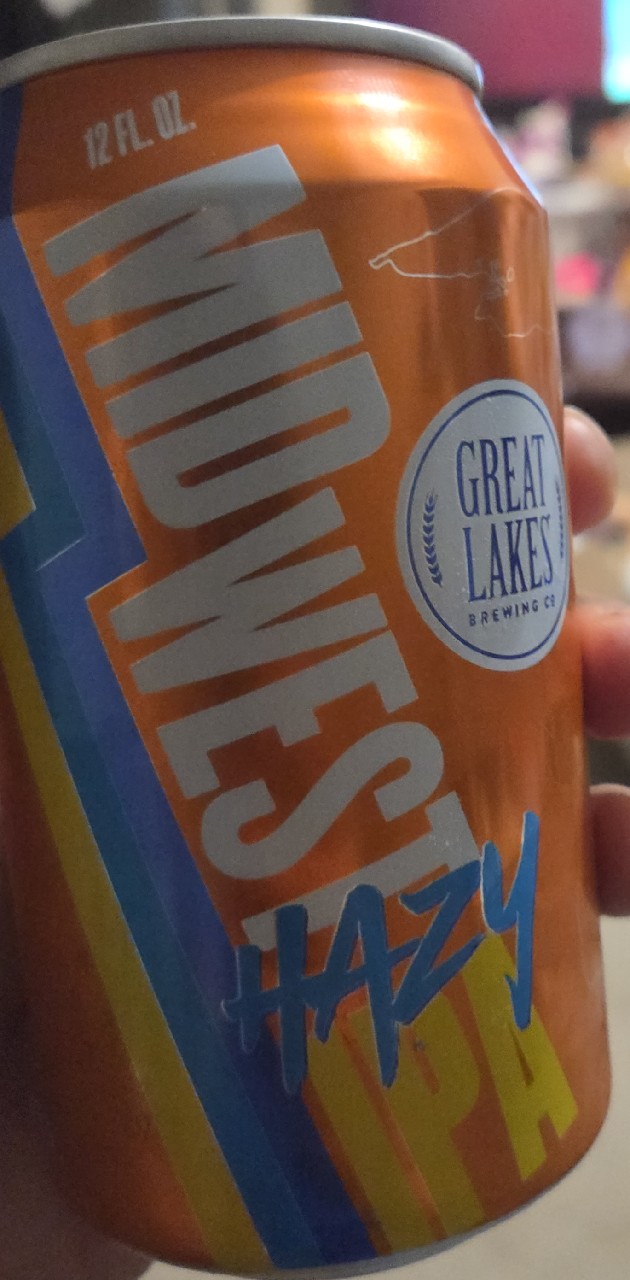 12 FL. OZ.
MIDWEST
HAZY
IPA
GREAT
LAKES
BREWING CO